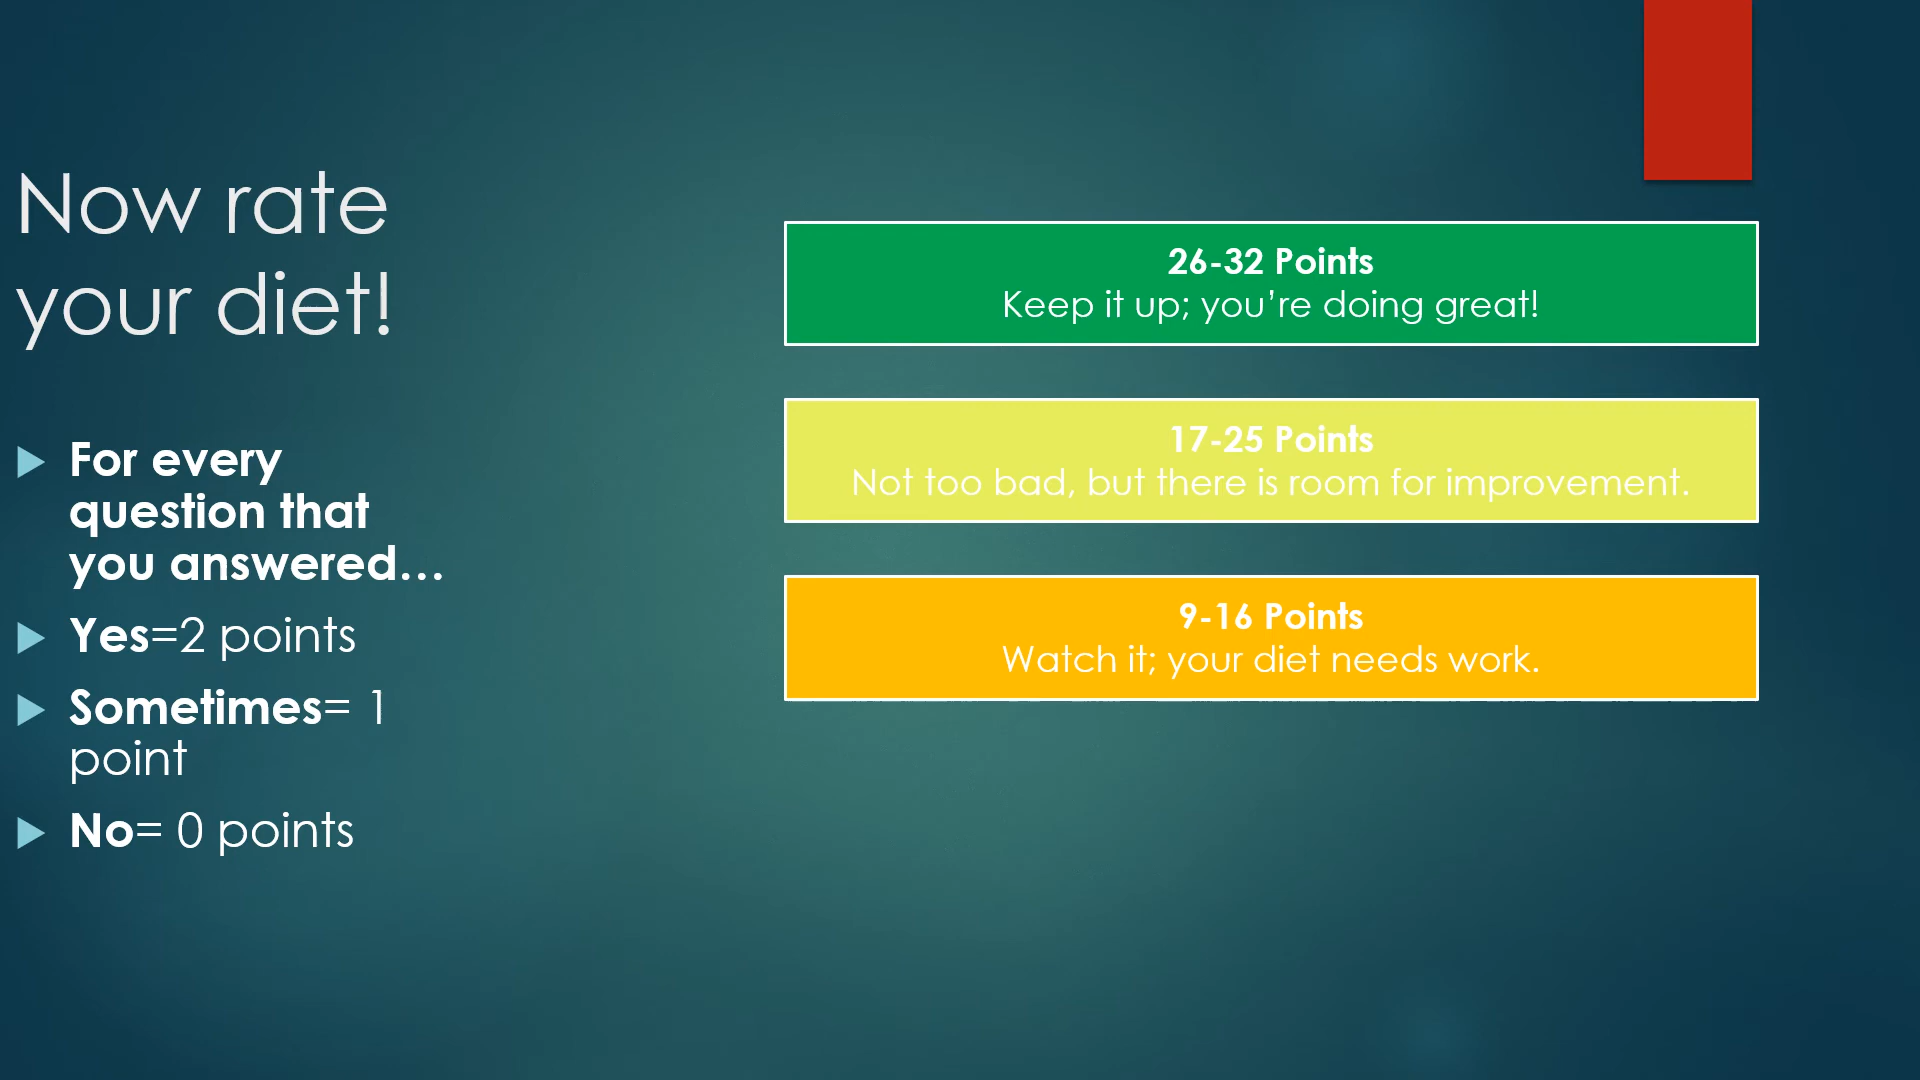 Now rate
your diet!
For every
question that
you answered…
Yes=2 points
Sometimes= 1
point
No= 0 points
26-32 Points
Keep it up; you’re doing great!
17-25 Points
Not too bad, but there is room for improvement.
9-16 Points
Watch it; your diet needs work.